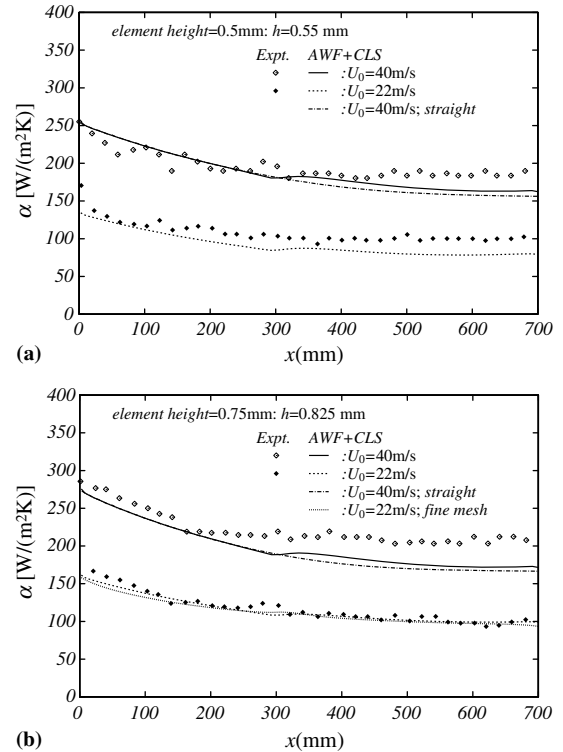 element height=0.5mm: h=0.55 mm
Expt. AWF+CLS
:U0=40m/s
:U0=22m/s
:U0=40m/s; straight
α [W/(m2K)]
400
350
300
250
200
150
100
50
0
0 100 200 300 400 500 600 700
(a) x(mm)
element height=0.75mm: h=0.825 mm
Expt. AWF+CLS
:U0=40m/s
:U0=22m/s
:U0=40m/s; straight
:U0=22m/s; fine mesh
α [W/(m2K)]
400
350
300
250
200
150
100
50
0
0 100 200 300 400 500 600 700
(b) x(mm)